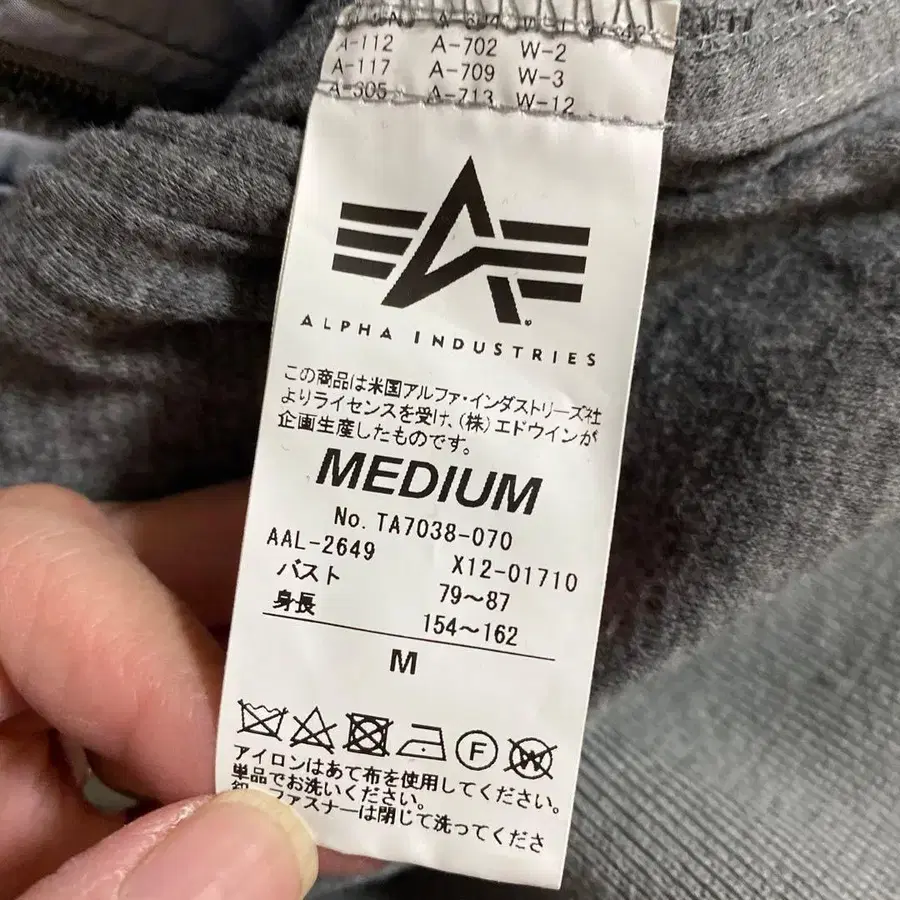 A-112 A-702 W-2
A-117 A-709 W-3
A-305 A-713 W-12
ALPHA INDUSTRIES
この商品は米国アルファ・インダストリーズ社
よりライセンスを受け、(株)エドウインが
企画生産したものです。
MEDIUM
No. TA7038-070
AAL-2649 X12-01710
バスト 79〜87
身長 154〜162
M
F W
アイロンはあて布を使用してください。
単品でお洗いください。
ファスナーは閉じて洗ってくださ